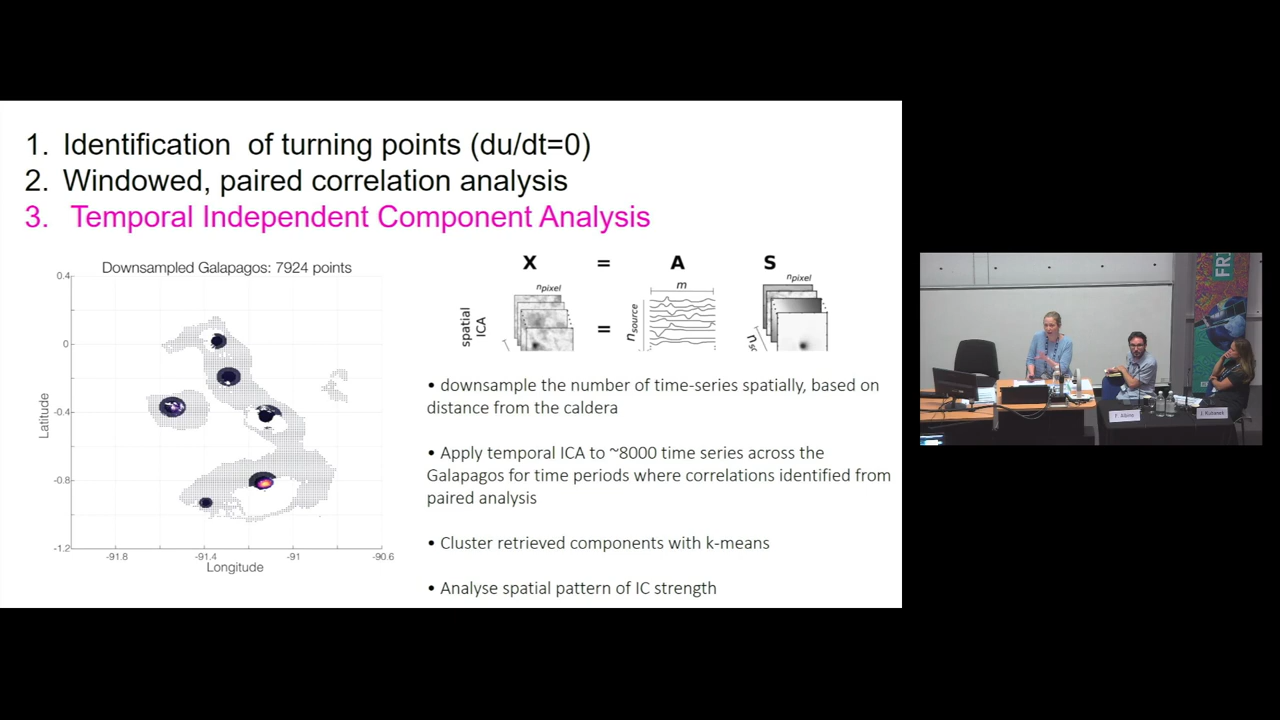 1. Identification of turning points (du/dt=0)
2. Windowed, paired correlation analysis
3. Temporal Independent Component Analysis
Downsampled Galapagos: 7924 points
0.4
0
-0.4
-0.8
-1.2
Latitude
-91.8
-91.4
-91
-90.6
Longitude
X = A S
npixel
m
npixel
spatial
ICA
=
nsource
• downsample the number of time-series spatially, based on
distance from the caldera
• Apply temporal ICA to ~8000 time series across the
Galapagos for time periods where correlations identified from
paired analysis
• Cluster retrieved components with k-means
• Analyse spatial pattern of IC strength
F. Albino
J. Kubanek